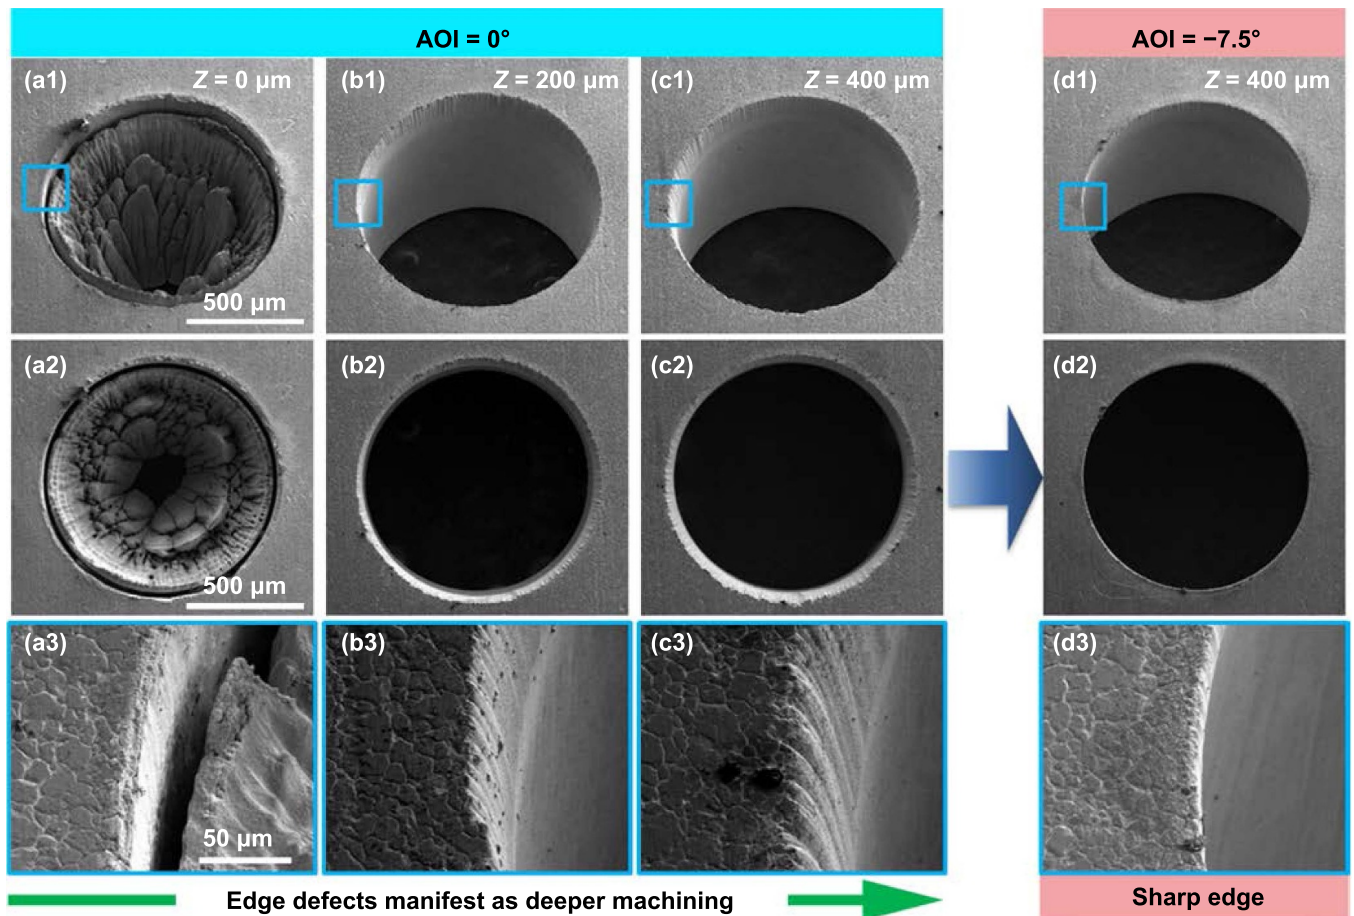 AOI = 0°
AOI = −7.5°
(a1) Z = 0 µm
(b1) Z = 200 µm
(c1) Z = 400 µm
(d1) Z = 400 µm
500 µm
(a2)
(b2)
(c2)
(d2)
500 µm
(a3)
(b3)
(c3)
(d3)
50 µm
Edge defects manifest as deeper machining
Sharp edge